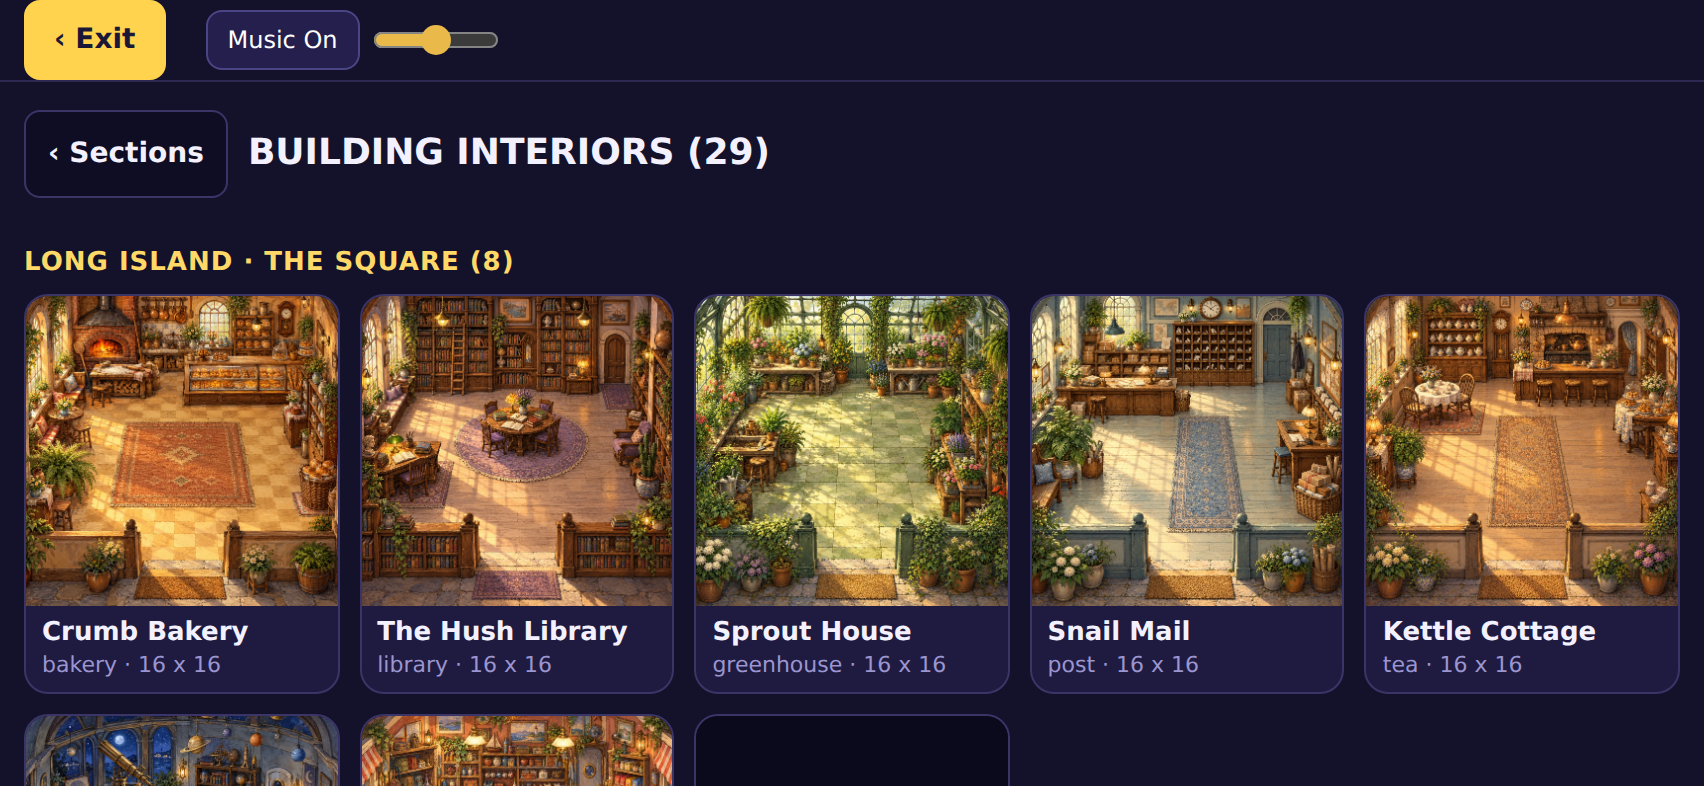 ‹ Exit
Music On
‹ Sections
BUILDING INTERIORS (29)
LONG ISLAND · THE SQUARE (8)
Crumb Bakery
bakery · 16 x 16
The Hush Library
library · 16 x 16
Sprout House
greenhouse · 16 x 16
Snail Mail
post · 16 x 16
Kettle Cottage
tea · 16 x 16